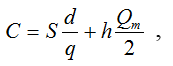 C = S d/q + h Q_m/2 ,